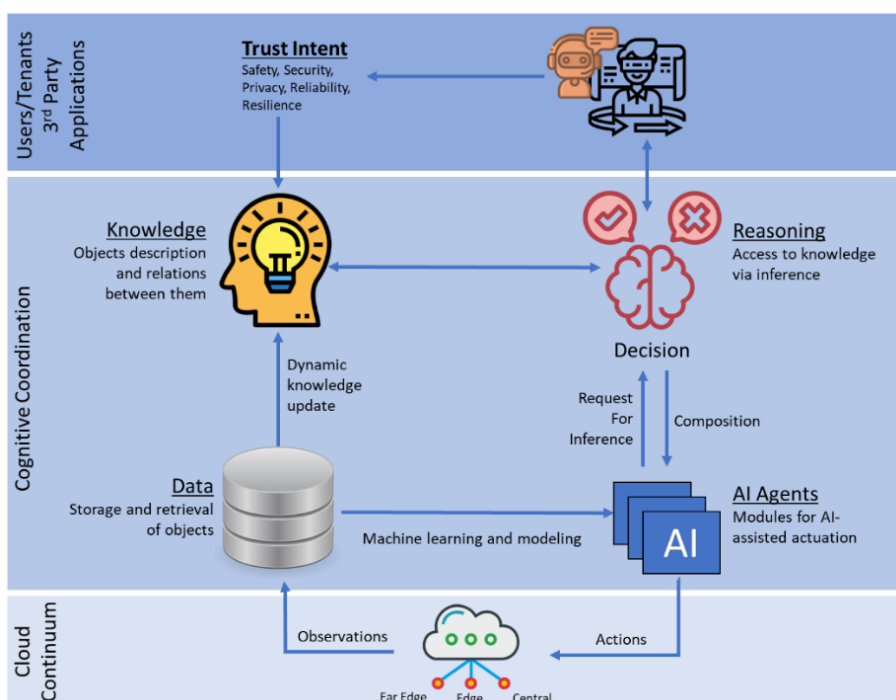 Users/Tenants
3rd Party
Applications
Trust Intent
Safety, Security,
Privacy, Reliability,
Resilience
Cognitive Coordination
Knowledge
Objects description
and relations
between them
Reasoning
Access to knowledge
via inference
Decision
Dynamic
knowledge
update
Request
For
Inference
Composition
Data
Storage and retrieval
of objects
Machine learning and modeling
AI
AI Agents
Modules for AI-
assisted actuation
Cloud
Continuum
Observations
Actions
Far Edge
Edge
Central